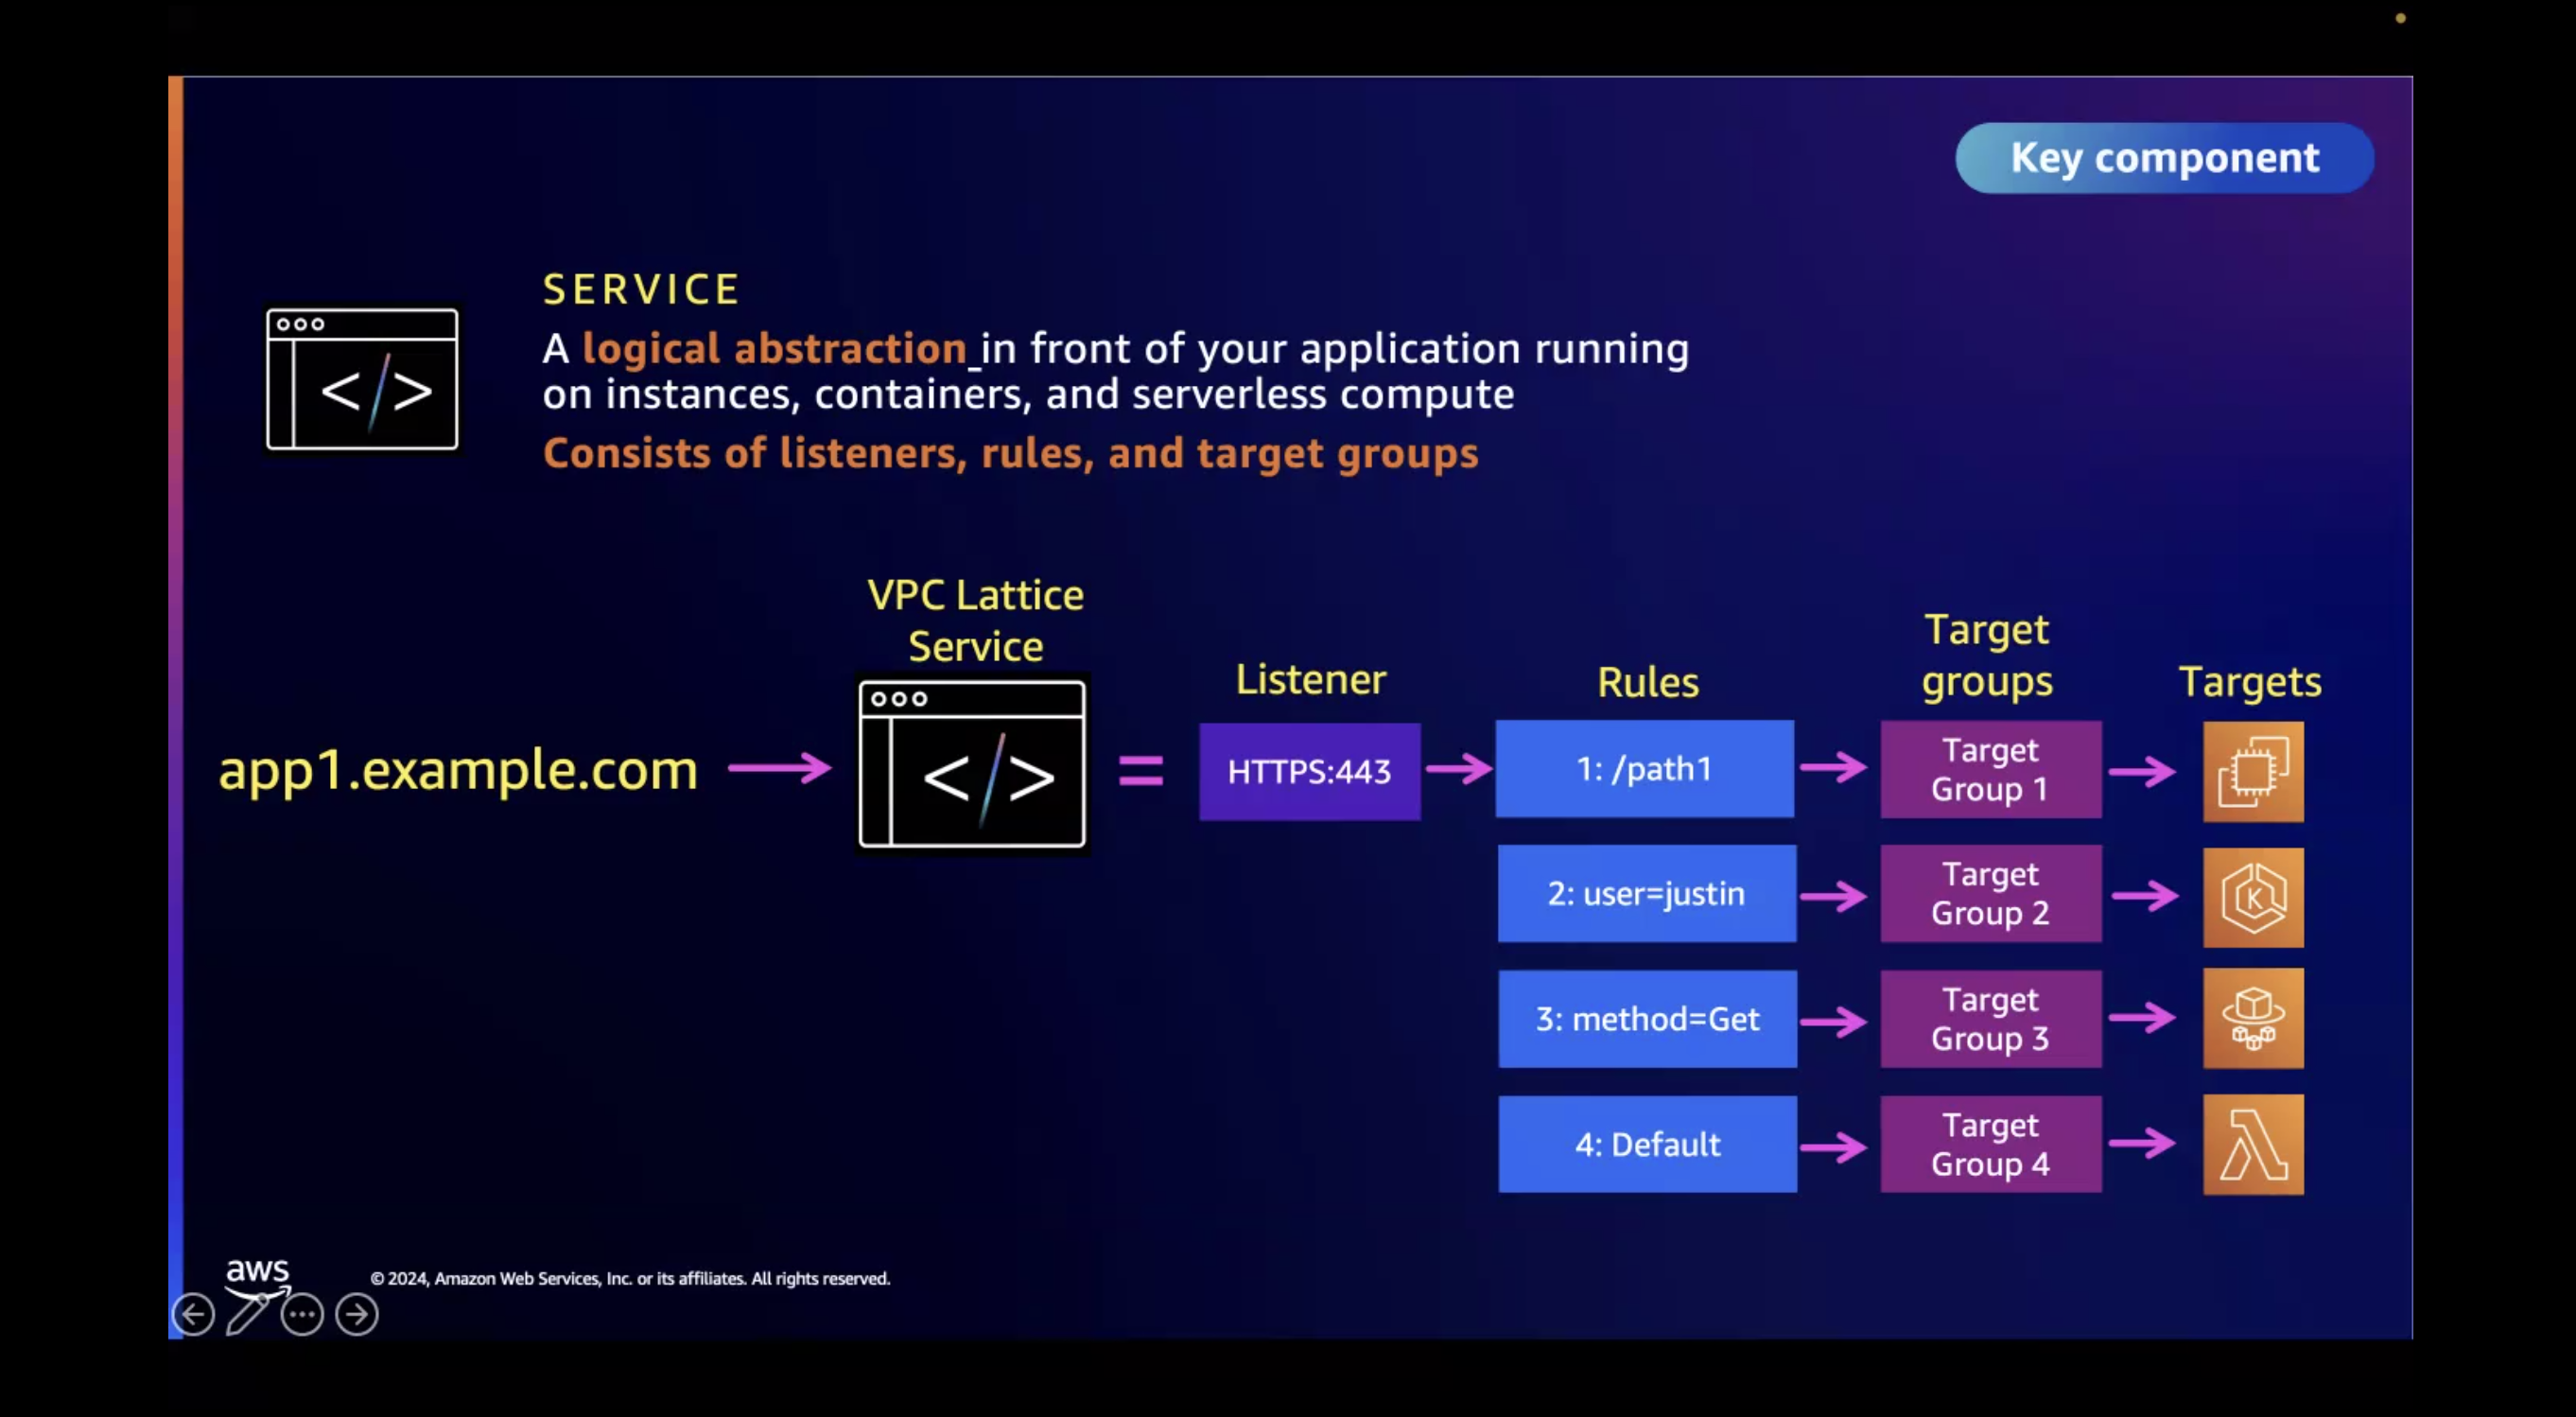 Key component
SERVICE
A logical abstraction in front of your application running
on instances, containers, and serverless compute
Consists of listeners, rules, and target groups
app1.example.com
VPC Lattice
Service
</>
=
Listener
HTTPS:443
Rules
Target
groups
Targets
1: /path1
Target
Group 1
2: user=justin
Target
Group 2
K
3: method=Get
Target
Group 3
4: Default
Target
Group 4
aws
© 2024, Amazon Web Services, Inc. or its affiliates. All rights reserved.